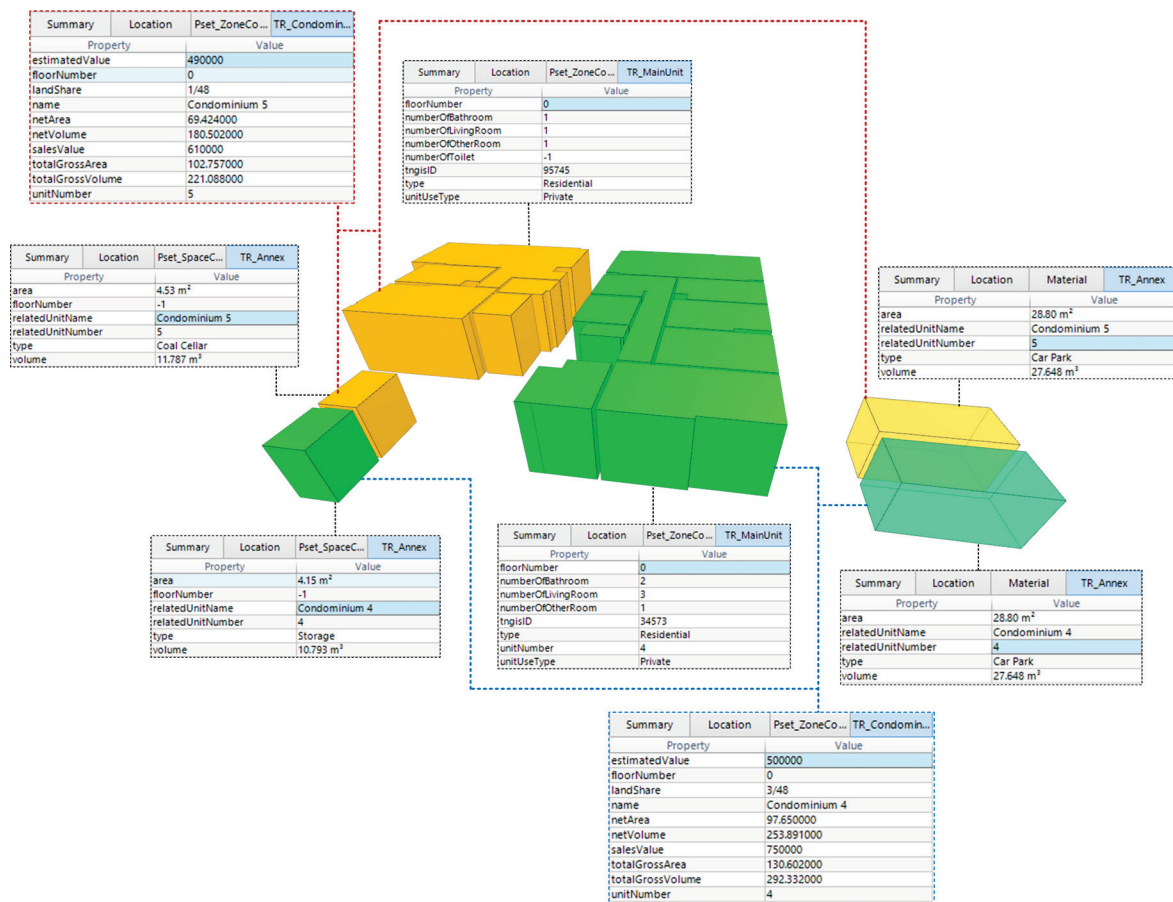 Summary Location Pset_ZoneCo... TR_Condomin...
Property Value
estimatedValue 490000
floorNumber 0
landShare 1/48
name Condominium 5
netArea 69.424000
netVolume 180.502000
salesValue 610000
totalGrossArea 102.757000
totalGrossVolume 221.088000
unitNumber 5
Summary Location Pset_ZoneCo... TR_MainUnit
Property Value
floorNumber 0
numberOfBathroom 1
numberOfLivingRoom 1
numberOfOtherRoom 1
numberOfToilet -1
tngisID 95745
type Residential
unitUseType Private
Summary Location Pset_SpaceC... TR_Annex
Property Value
area 4.53 m²
floorNumber -1
relatedUnitName Condominium 5
relatedUnitNumber 5
type Coal Cellar
volume 11.787 m³
Summary Location Material TR_Annex
Property Value
area 28.80 m²
relatedUnitName Condominium 5
relatedUnitNumber 5
type Car Park
volume 27.648 m³
Summary Location Pset_SpaceC... TR_Annex
Property Value
area 4.15 m²
floorNumber -1
relatedUnitName Condominium 4
relatedUnitNumber 4
type Storage
volume 10.793 m³
Summary Location Pset_ZoneCo... TR_MainUnit
Property Value
floorNumber 0
numberOfBathroom 2
numberOfLivingRoom 3
numberOfOtherRoom 1
tngisID 34573
type Residential
unitNumber 4
unitUseType Private
Summary Location Material TR_Annex
Property Value
area 28.80 m²
relatedUnitName Condominium 4
relatedUnitNumber 4
type Car Park
volume 27.648 m³
Summary Location Pset_ZoneCo... TR_Condomin...
Property Value
estimatedValue 500000
floorNumber 0
landShare 3/48
name Condominium 4
netArea 97.650000
netVolume 253.891000
salesValue 750000
totalGrossArea 130.602000
totalGrossVolume 292.332000
unitNumber 4